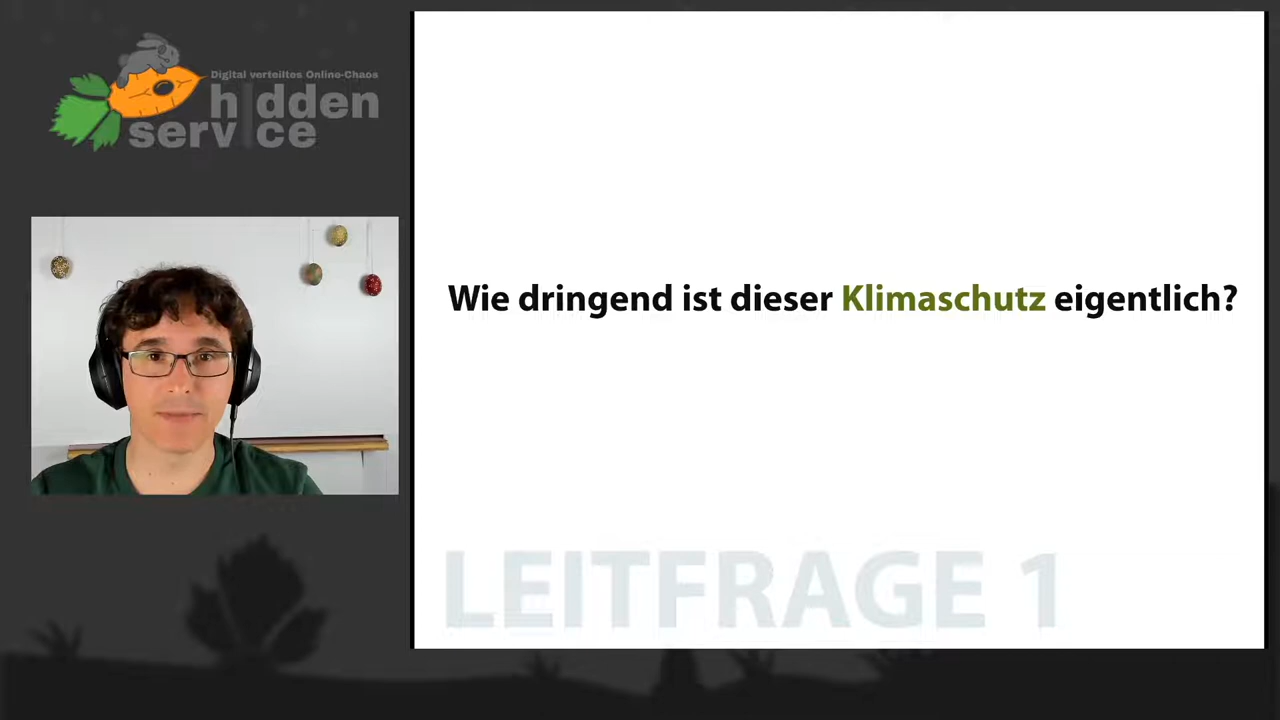 Digital verteiltes Online-Chaos
hidden
service
Wie dringend ist dieser Klimaschutz eigentlich?
LEITFRAGE 1